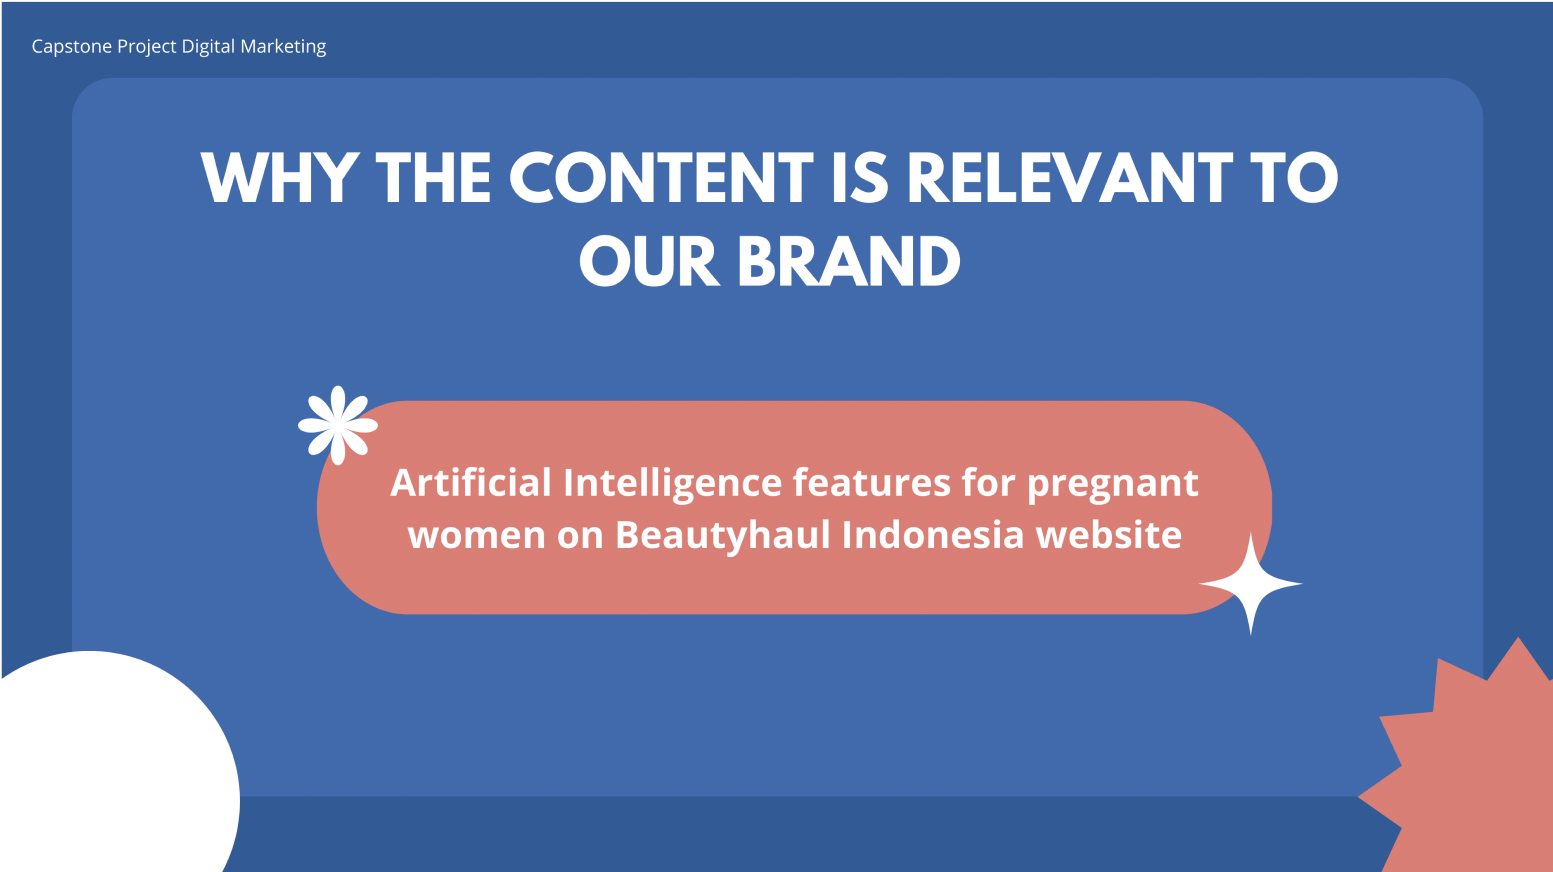 Capstone Project Digital Marketing
WHY THE CONTENT IS RELEVANT TO
OUR BRAND
Artificial Intelligence features for pregnant
women on Beautyhaul Indonesia website